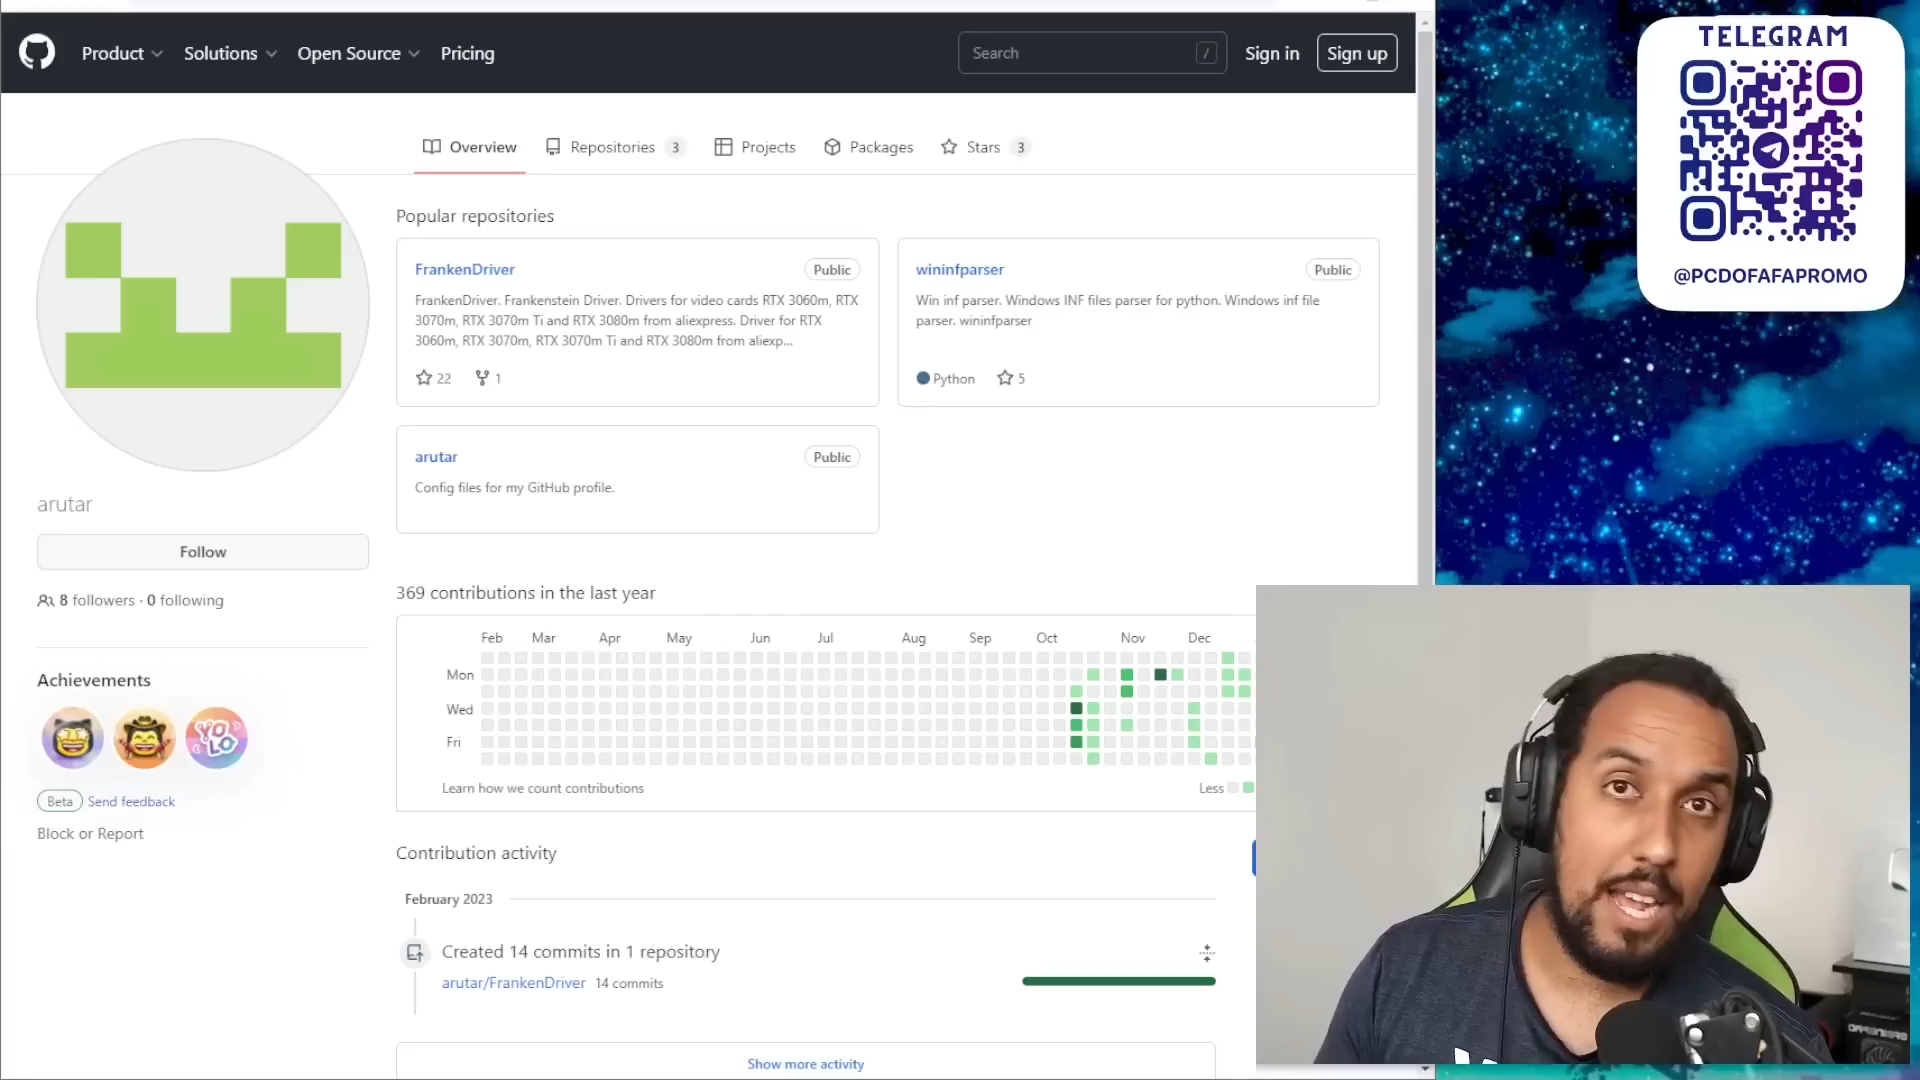 Product
Solutions
Open Source
Pricing
Search
/
Sign in
Sign up
TELEGRAM
@PCDOFAFAPROMO
Overview
Repositories 3
Projects
Packages
Stars 3
Popular repositories
FrankenDriver
Public
FrankenDriver. Frankenstein Driver. Drivers for video cards RTX 3060m, RTX
3070m, RTX 3070m Ti and RTX 3080m from aliexpress. Driver for RTX
3060m, RTX 3070m, RTX 3070m Ti and RTX 3080m from aliexp...
22
1
wininfparser
Public
Win inf parser. Windows INF files parser for python. Windows inf file
parser. wininfparser
Python
5
arutar
Public
Config files for my GitHub profile.
arutar
Follow
8 followers · 0 following
Achievements
YOLO
Beta
Send feedback
Block or Report
369 contributions in the last year
Feb Mar Apr May Jun Jul Aug Sep Oct Nov Dec
Mon
Wed
Fri
Learn how we count contributions
Less
Contribution activity
February 2023
Created 14 commits in 1 repository
arutar/FrankenDriver 14 commits
Show more activity